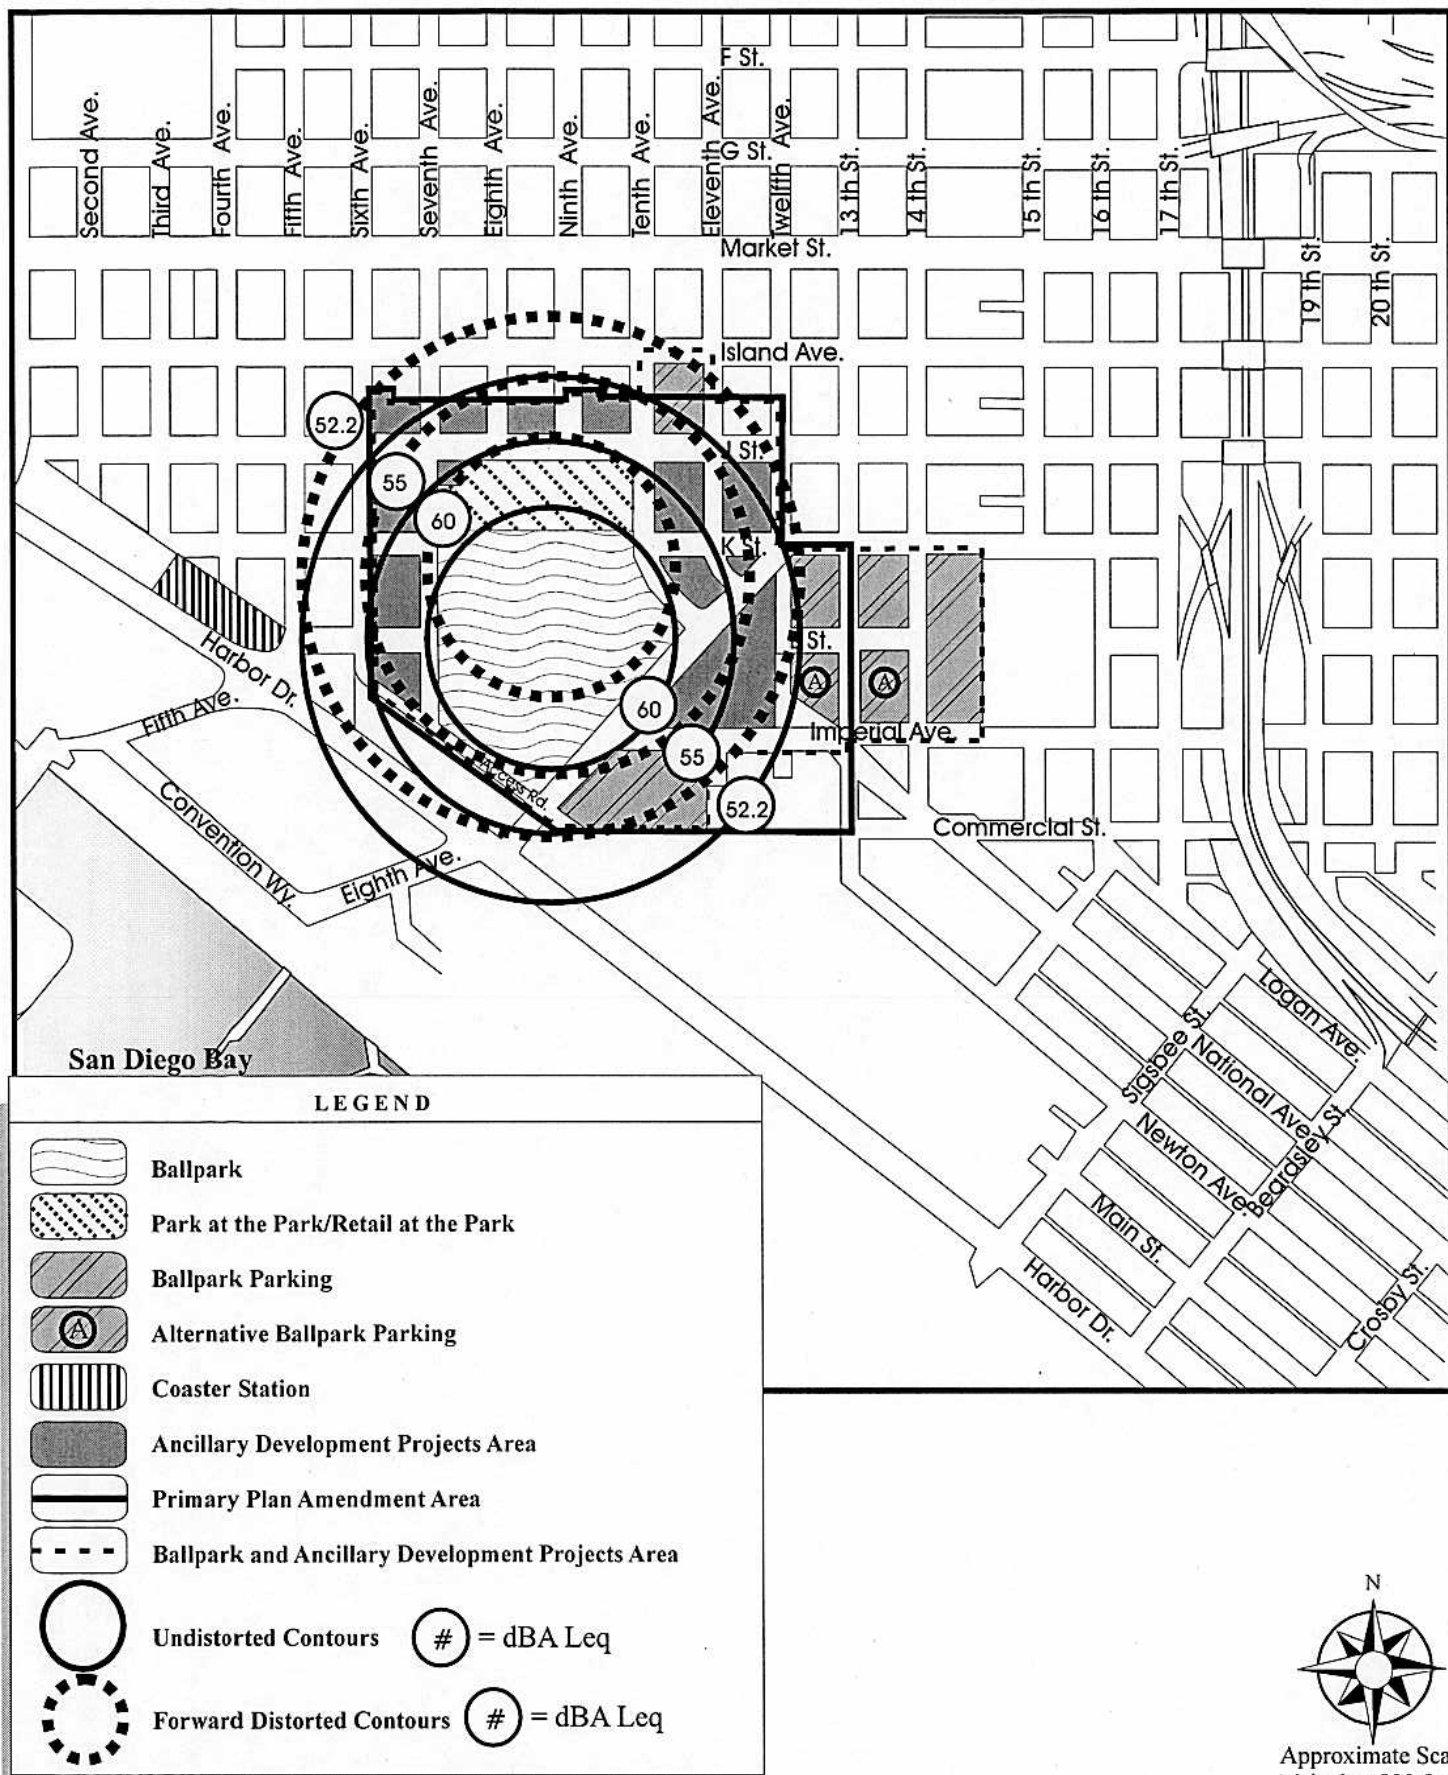 F St.
Second Ave.
Third Ave.
Fourth Ave.
Fifth Ave.
Sixth Ave.
Seventh Ave.
Eighth Ave.
Ninth Ave.
Tenth Ave.
Eleventh Ave.
Twelfth Ave.
G St.
13 th St.
14 th St.
15 th St.
16 th St.
17 th St.
Market St.
19 th St.
20 th St.
Island Ave.
52.2
J St.
55
60
K St.
L St.
A
A
Harbor Dr.
Fifth Ave.
60
Imperial Ave.
55
Access Rd.
52.2
Convention Wy.
Eighth Ave.
Commercial St.
San Diego Bay
Logan Ave.
Sigsbee St.
National Ave.
Newton Ave.
Beardsley St.
Main St.
Harbor Dr.
Crosby St.
LEGEND
Ballpark
Park at the Park/Retail at the Park
Ballpark Parking
A Alternative Ballpark Parking
Coaster Station
Ancillary Development Projects Area
Primary Plan Amendment Area
Ballpark and Ancillary Development Projects Area
Undistorted Contours # = dBA Leq
Forward Distorted Contours # = dBA Leq
N
Approximate